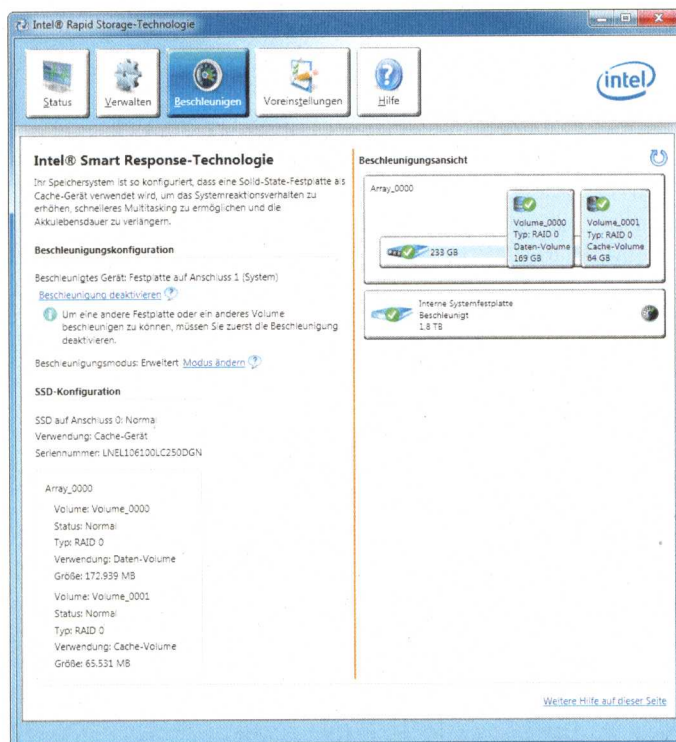 Intel® Rapid Storage-Technologie
Status
Verwalten
Beschleunigen
Voreinstellungen
Hilfe
intel
Intel® Smart Response-Technologie
Ihr Speichersystem ist so konfiguriert, dass eine Solid-State-Festplatte als
Cache-Gerät verwendet wird, um das Systemreaktionsverhalten zu
erhöhen, schnelleres Multitasking zu ermöglichen und die
Akkulebensdauer zu verlängern.
Beschleunigungskonfiguration
Beschleunigtes Gerät: Festplatte auf Anschluss 1 (System)
Beschleunigung deaktivieren ?
Um eine andere Festplatte oder ein anderes Volume
beschleunigen zu können, müssen Sie zuerst die Beschleunigung
deaktivieren.
Beschleunigungsmodus: Erweitert Modus ändern ?
SSD-Konfiguration
SSD auf Anschluss 0: Normal
Verwendung: Cache-Gerät
Seriennummer: LNEL106100LC250DGN
Array_0000
Volume: Volume_0000
Status: Normal
Typ: RAID 0
Verwendung: Daten-Volume
Größe: 172.939 MB
Volume: Volume_0001
Status: Normal
Typ: RAID 0
Verwendung: Cache-Volume
Größe: 65.531 MB
Beschleunigungsansicht
Array_0000
233 GB
Volume_0000
Typ: RAID 0
Daten-Volume
169 GB
Volume_0001
Typ: RAID 0
Cache-Volume
64 GB
Interne Systemfestplatte
Beschleunigt
1.8 TB
Weitere Hilfe auf dieser Seite